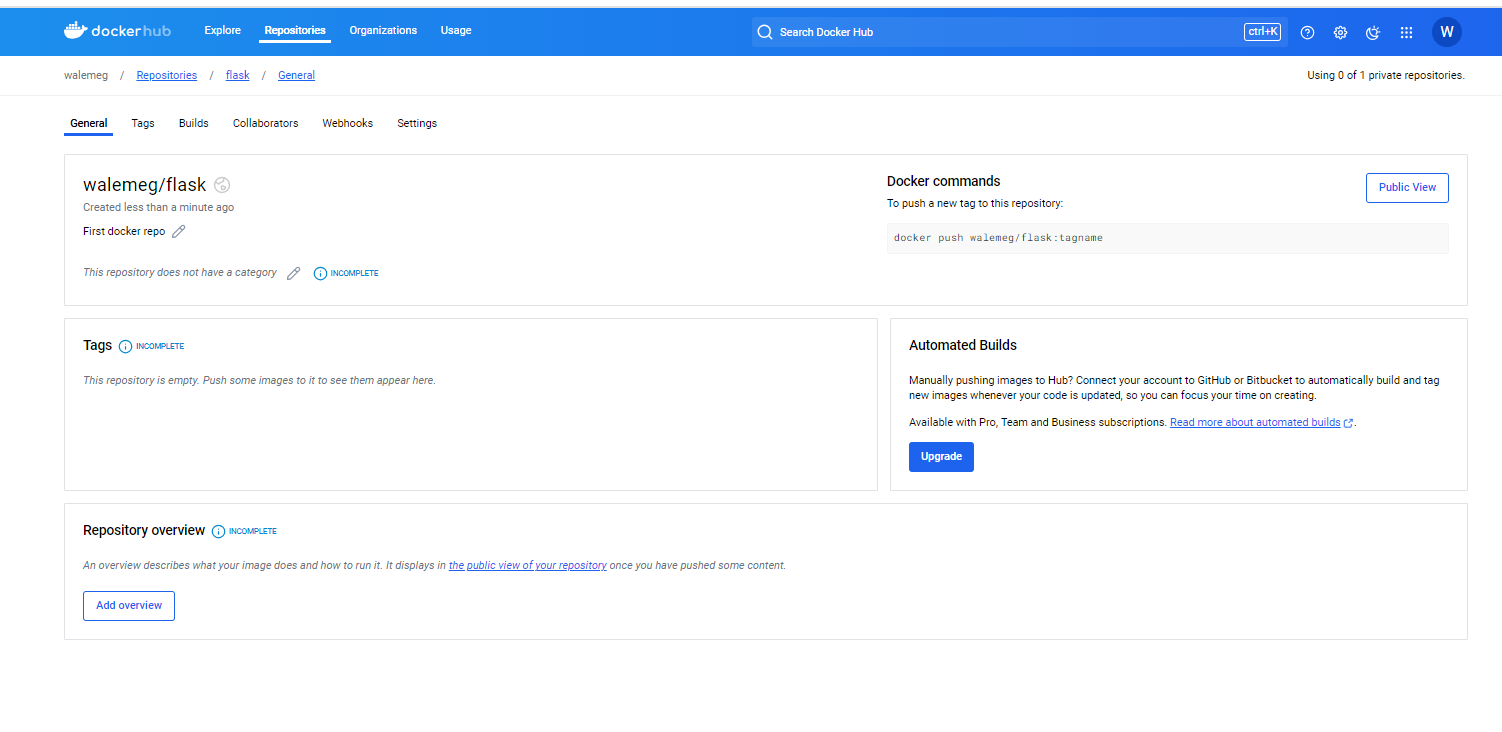 dockerhub Explore Repositories Organizations Usage Search Docker Hub ctrl+K W
walemeg / Repositories / flask / General Using 0 of 1 private repositories.
General Tags Builds Collaborators Webhooks Settings
walemeg/flask
Created less than a minute ago
First docker repo
This repository does not have a category INCOMPLETE
Docker commands
Public View
To push a new tag to this repository:
docker push walemeg/flask:tagname
Tags INCOMPLETE
This repository is empty. Push some images to it to see them appear here.
Automated Builds
Manually pushing images to Hub? Connect your account to GitHub or Bitbucket to automatically build and tag
new images whenever your code is updated, so you can focus your time on creating.
Available with Pro, Team and Business subscriptions. Read more about automated builds .
Upgrade
Repository overview INCOMPLETE
An overview describes what your image does and how to run it. It displays in the public view of your repository once you have pushed some content.
Add overview